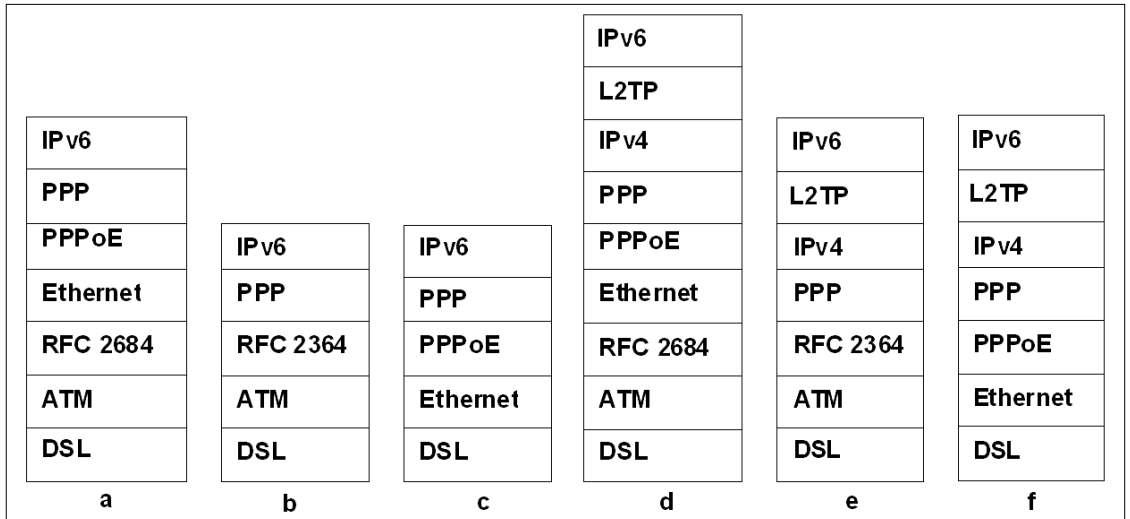 IPv6
PPP
PPPoE
Ethernet
RFC 2684
ATM
DSL
a
IPv6
PPP
RFC 2364
ATM
DSL
b
IPv6
PPP
PPPoE
Ethernet
DSL
c
IPv6
L2TP
IPv4
PPP
PPPoE
Ethernet
RFC 2684
ATM
DSL
d
IPv6
L2TP
IPv4
PPP
RFC 2364
ATM
DSL
e
IPv6
L2TP
IPv4
PPP
PPPoE
Ethernet
DSL
f